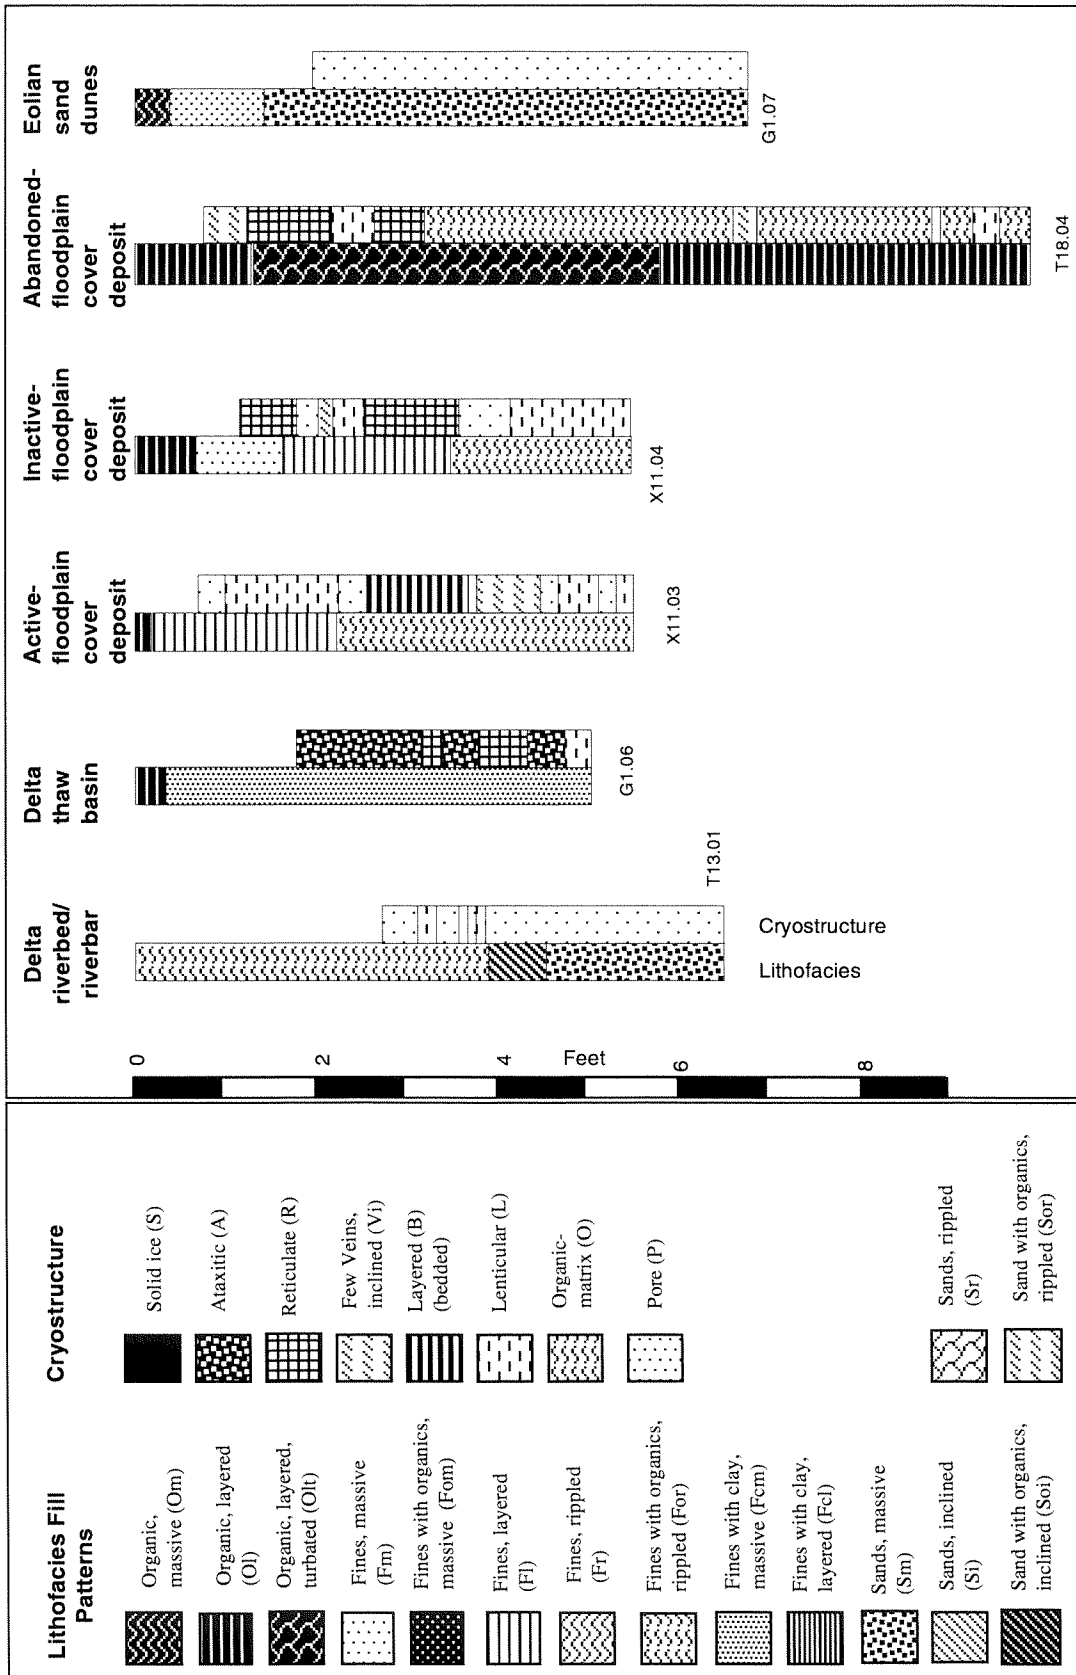 Eolian
sand
dunes
G1.07
Abandoned-
floodplain
cover
deposit
T18.04
Inactive-
floodplain
cover
deposit
X11.04
Active-
floodplain
cover
deposit
X11.03
Delta
thaw
basin
G1.06
Delta
riverbed/
riverbar
T13.01
Cryostructure
Lithofacies
0
2
4
Feet
6
8
Cryostructure
Solid ice (S)
Ataxitic (A)
Reticulate (R)
Few Veins,
inclined (Vi)
Layered (B)
(bedded)
Lenticular (L)
Organic-
matrix (O)
Pore (P)
Sands, rippled
(Sr)
Sand with organics,
rippled (Sor)
Lithofacies Fill
Patterns
Organic,
massive (Om)
Organic, layered
(Ol)
Organic, layered,
turbated (Olt)
Fines, massive
(Fm)
Fines with organics,
massive (Fom)
Fines, layered
(Fl)
Fines, rippled
(Fr)
Fines with organics,
rippled (For)
Fines with clay,
massive (Fcm)
Fines with clay,
layered (Fcl)
Sands, massive
(Sm)
Sands, inclined
(Si)
Sand with organics,
inclined (Soi)